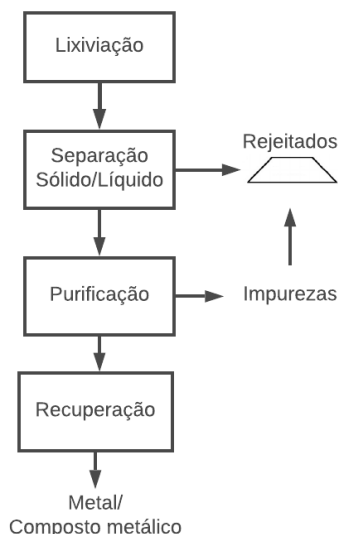 Lixiviação
Separação
Sólido/Líquido
Rejeitados
Purificação
Impurezas
Recuperação
Metal/
Composto metálico